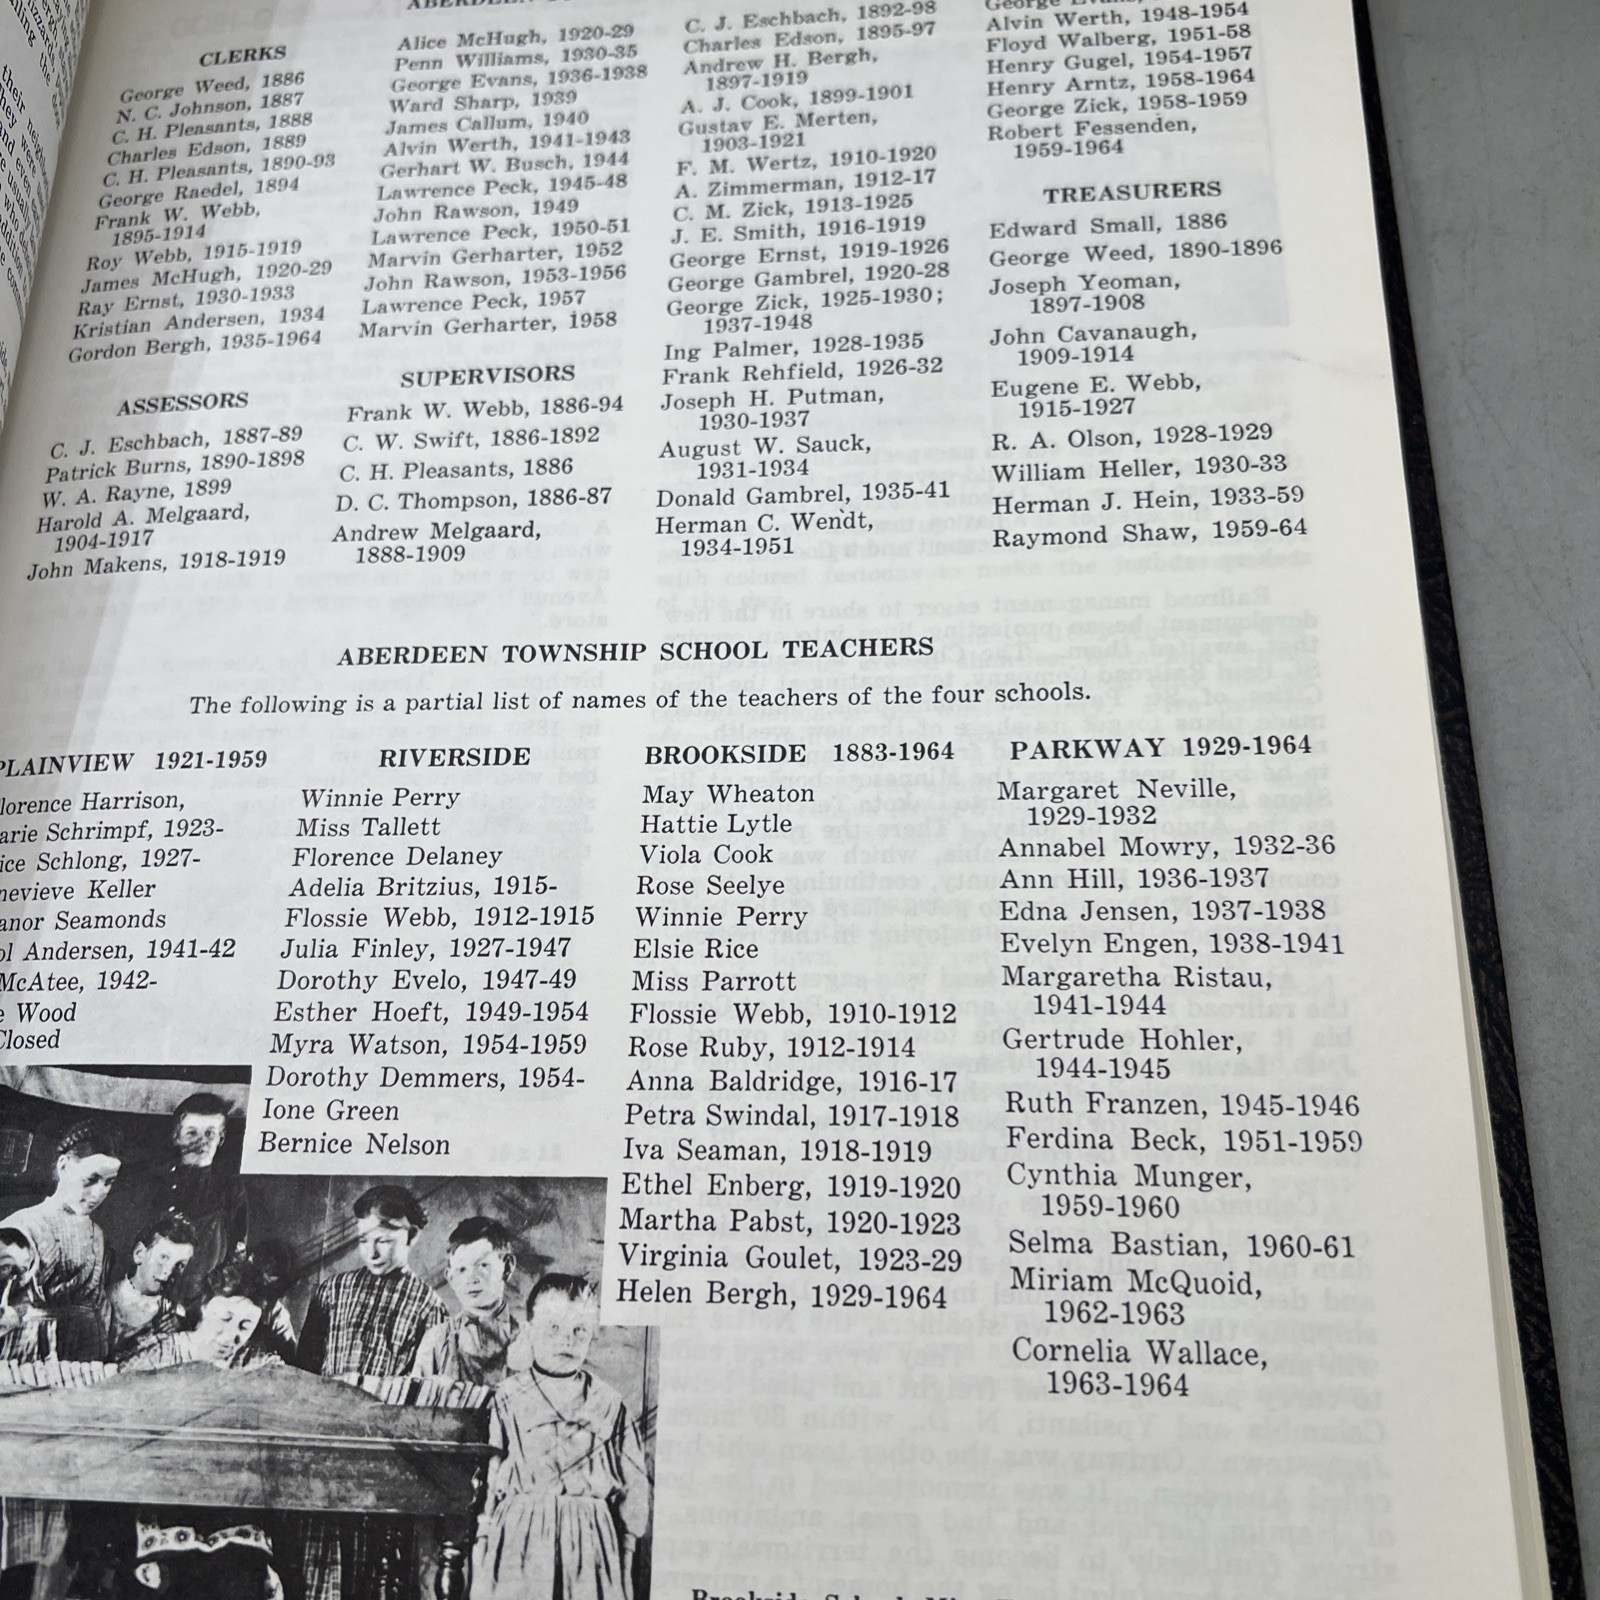 ABERDEEN
CLERKS
George Weed, 1886
N. C. Johnson, 1887
C. H. Pleasants, 1888
Charles Edson, 1889
C. H. Pleasants, 1890-93
George Raedel, 1894
Frank W. Webb,
1895-1914
Roy Webb, 1915-1919
James McHugh, 1920-29
Ray Ernst, 1930-1933
Kristian Andersen, 1934
Gordon Bergh, 1935-1964
ASSESSORS
C. J. Eschbach, 1887-89
Patrick Burns, 1890-1898
W. A. Rayne, 1899
Harold A. Melgaard,
1904-1917
John Makens, 1918-1919
Alice McHugh, 1920-29
Penn Williams, 1930-35
George Evans, 1936-1938
Ward Sharp, 1939
James Callum, 1940
Alvin Werth, 1941-1943
Gerhart W. Busch, 1944
Lawrence Peck, 1945-48
John Rawson, 1949
Lawrence Peck, 1950-51
Marvin Gerharter, 1952
John Rawson, 1953-1956
Lawrence Peck, 1957
Marvin Gerharter, 1958
SUPERVISORS
Frank W. Webb, 1886-94
C. W. Swift, 1886-1892
C. H. Pleasants, 1886
D. C. Thompson, 1886-87
Andrew Melgaard,
1888-1909
C. J. Eschbach, 1892-98
Charles Edson, 1895-97
Andrew H. Bergh,
1897-1919
A. J. Cook, 1899-1901
Gustav E. Merten,
1903-1921
F. M. Wertz, 1910-1920
A. Zimmerman, 1912-17
C. M. Zick, 1913-1925
J. E. Smith, 1916-1919
George Ernst, 1919-1926
George Gambrel, 1920-28
George Zick, 1925-1930;
1937-1948
Ing Palmer, 1928-1935
Frank Rehfield, 1926-32
Joseph H. Putman,
1930-1937
August W. Sauck,
1931-1934
Donald Gambrel, 1935-41
Herman C. Wendt,
1934-1951
George
Alvin Werth, 1948-1954
Floyd Walberg, 1951-58
Henry Gugel, 1954-1957
Henry Arntz, 1958-1964
George Zick, 1958-1959
Robert Fessenden,
1959-1964
TREASURERS
Edward Small, 1886
George Weed, 1890-1896
Joseph Yeoman,
1897-1908
John Cavanaugh,
1909-1914
Eugene E. Webb,
1915-1927
R. A. Olson, 1928-1929
William Heller, 1930-33
Herman J. Hein, 1933-59
Raymond Shaw, 1959-64
ABERDEEN TOWNSHIP SCHOOL TEACHERS
The following is a partial list of names of the teachers of the four schools.
PLAINVIEW 1921-1959
lorence Harrison,
arie Schrimpf, 1923-
ice Schlong, 1927-
nevieve Keller
anor Seamonds
ol Andersen, 1941-42
McAtee, 1942-
e Wood
Closed
RIVERSIDE
Winnie Perry
Miss Tallett
Florence Delaney
Adelia Britzius, 1915-
Flossie Webb, 1912-1915
Julia Finley, 1927-1947
Dorothy Evelo, 1947-49
Esther Hoeft, 1949-1954
Myra Watson, 1954-1959
Dorothy Demmers, 1954-
Ione Green
Bernice Nelson
BROOKSIDE 1883-1964
May Wheaton
Hattie Lytle
Viola Cook
Rose Seelye
Winnie Perry
Elsie Rice
Miss Parrott
Flossie Webb, 1910-1912
Rose Ruby, 1912-1914
Anna Baldridge, 1916-17
Petra Swindal, 1917-1918
Iva Seaman, 1918-1919
Ethel Enberg, 1919-1920
Martha Pabst, 1920-1923
Virginia Goulet, 1923-29
Helen Bergh, 1929-1964
PARKWAY 1929-1964
Margaret Neville,
1929-1932
Annabel Mowry, 1932-36
Ann Hill, 1936-1937
Edna Jensen, 1937-1938
Evelyn Engen, 1938-1941
Margaretha Ristau,
1941-1944
Gertrude Hohler,
1944-1945
Ruth Franzen, 1945-1946
Ferdina Beck, 1951-1959
Cynthia Munger,
1959-1960
Selma Bastian, 1960-61
Miriam McQuoid,
1962-1963
Cornelia Wallace,
1963-1964